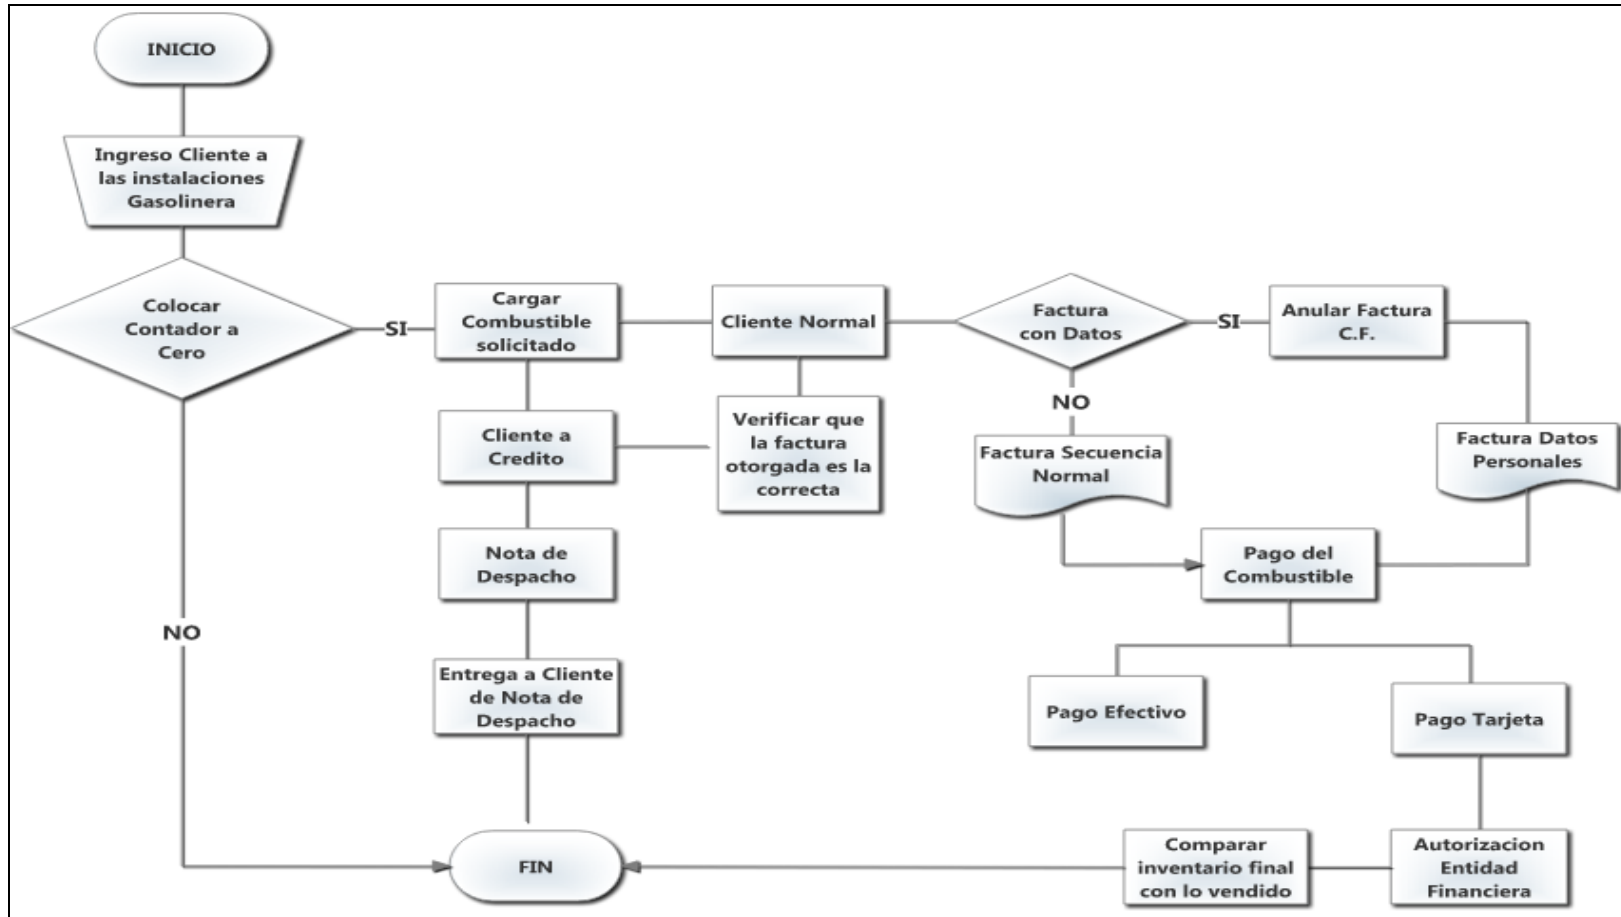 INICIO
Ingreso Cliente a
las instalaciones
Gasolinera
Colocar
Contador a
Cero
SI
Cargar
Combustible
solicitado
Cliente Normal
Factura
con Datos
SI
Anular Factura
C.F.
NO
Cliente a
Credito
Verificar que
la factura
otorgada es la
correcta
Factura Secuencia
Normal
Factura Datos
Personales
Nota de
Despacho
Pago del
Combustible
NO
Entrega a Cliente
de Nota de
Despacho
Pago Efectivo
Pago Tarjeta
FIN
Comparar
inventario final
con lo vendido
Autorizacion
Entidad
Financiera